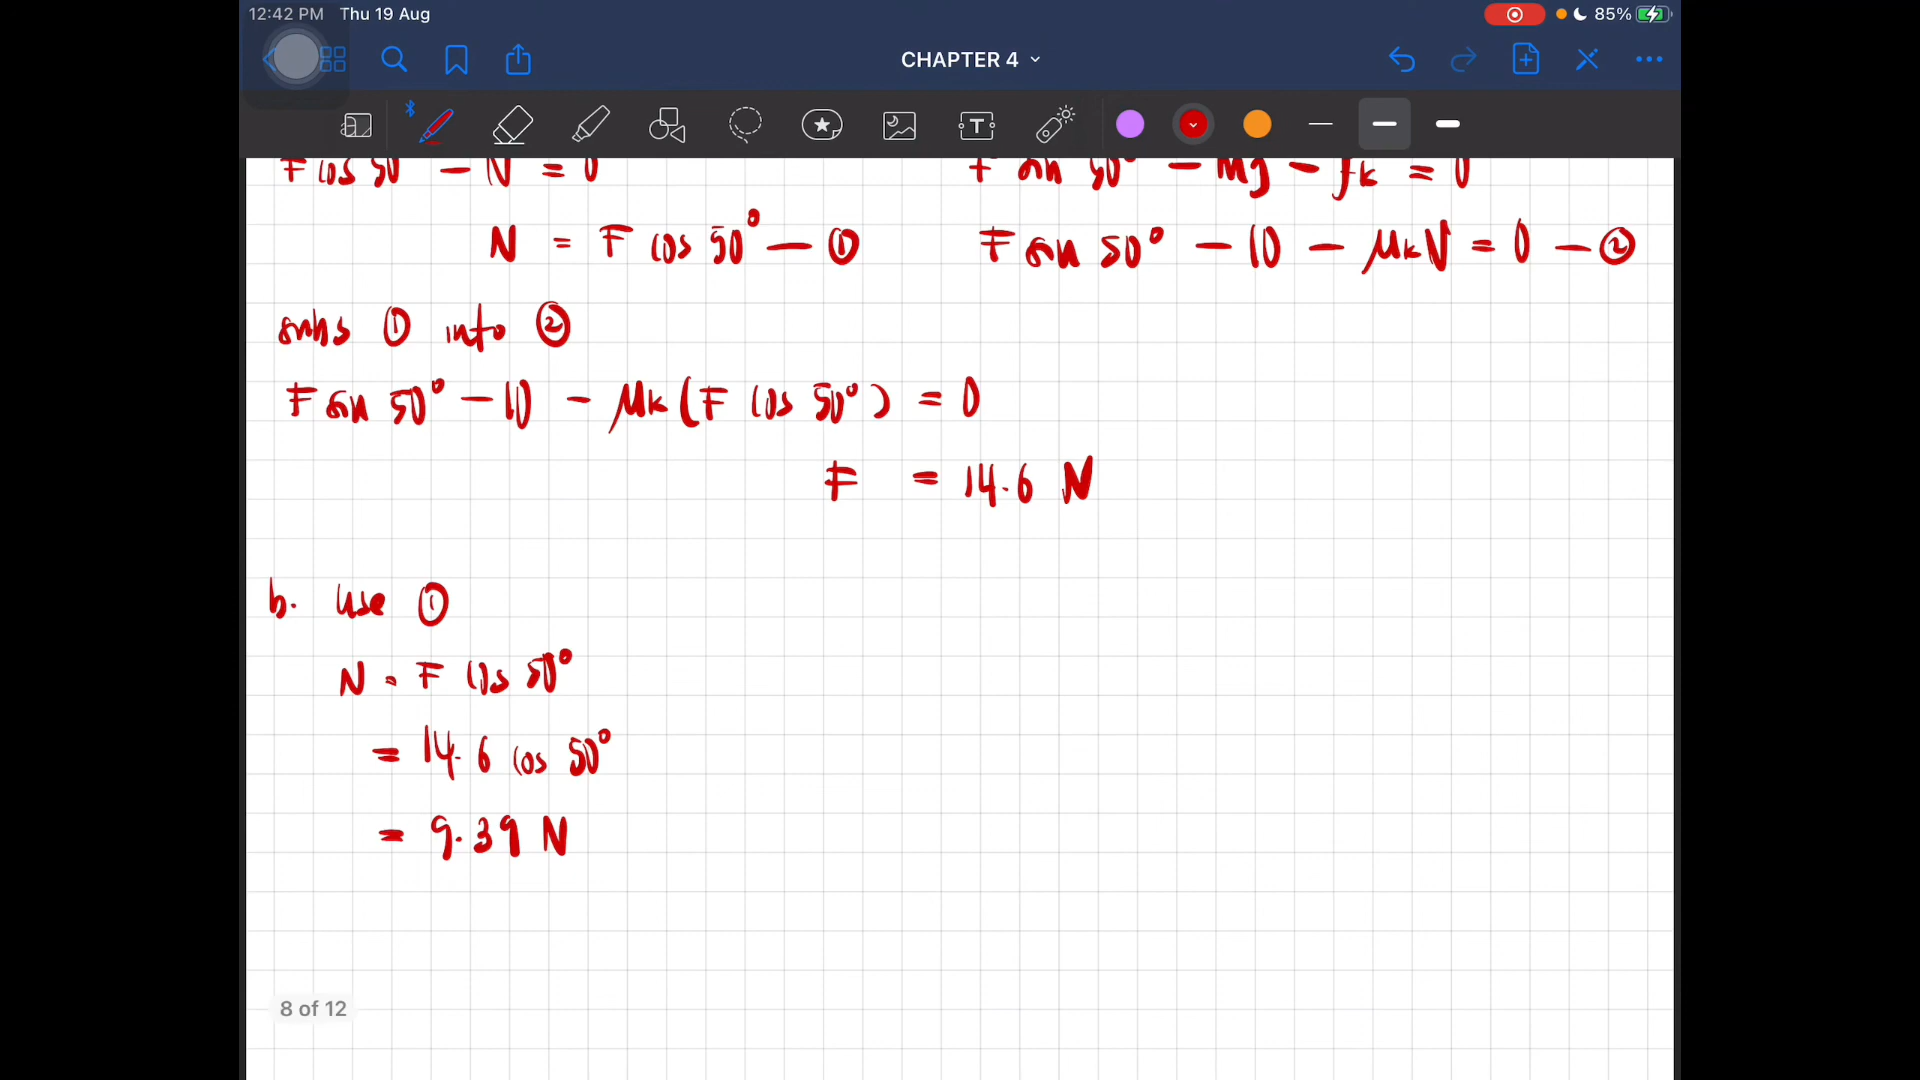 12:42 PM Thu 19 Aug
85%
CHAPTER 4
F cos 50 - N = 0
F sin 50° - mg - fk = 0
N = F cos 50° — ①
F sin 50° - 10 - μkN = 0 — ②
subs ① into ②
F sin 50° - 10 - μk (F cos 50°) = 0
F = 14.6 N
b. Use ①
N = F cos 50°
= 14.6 cos 50°
= 9.39 N
8 of 12